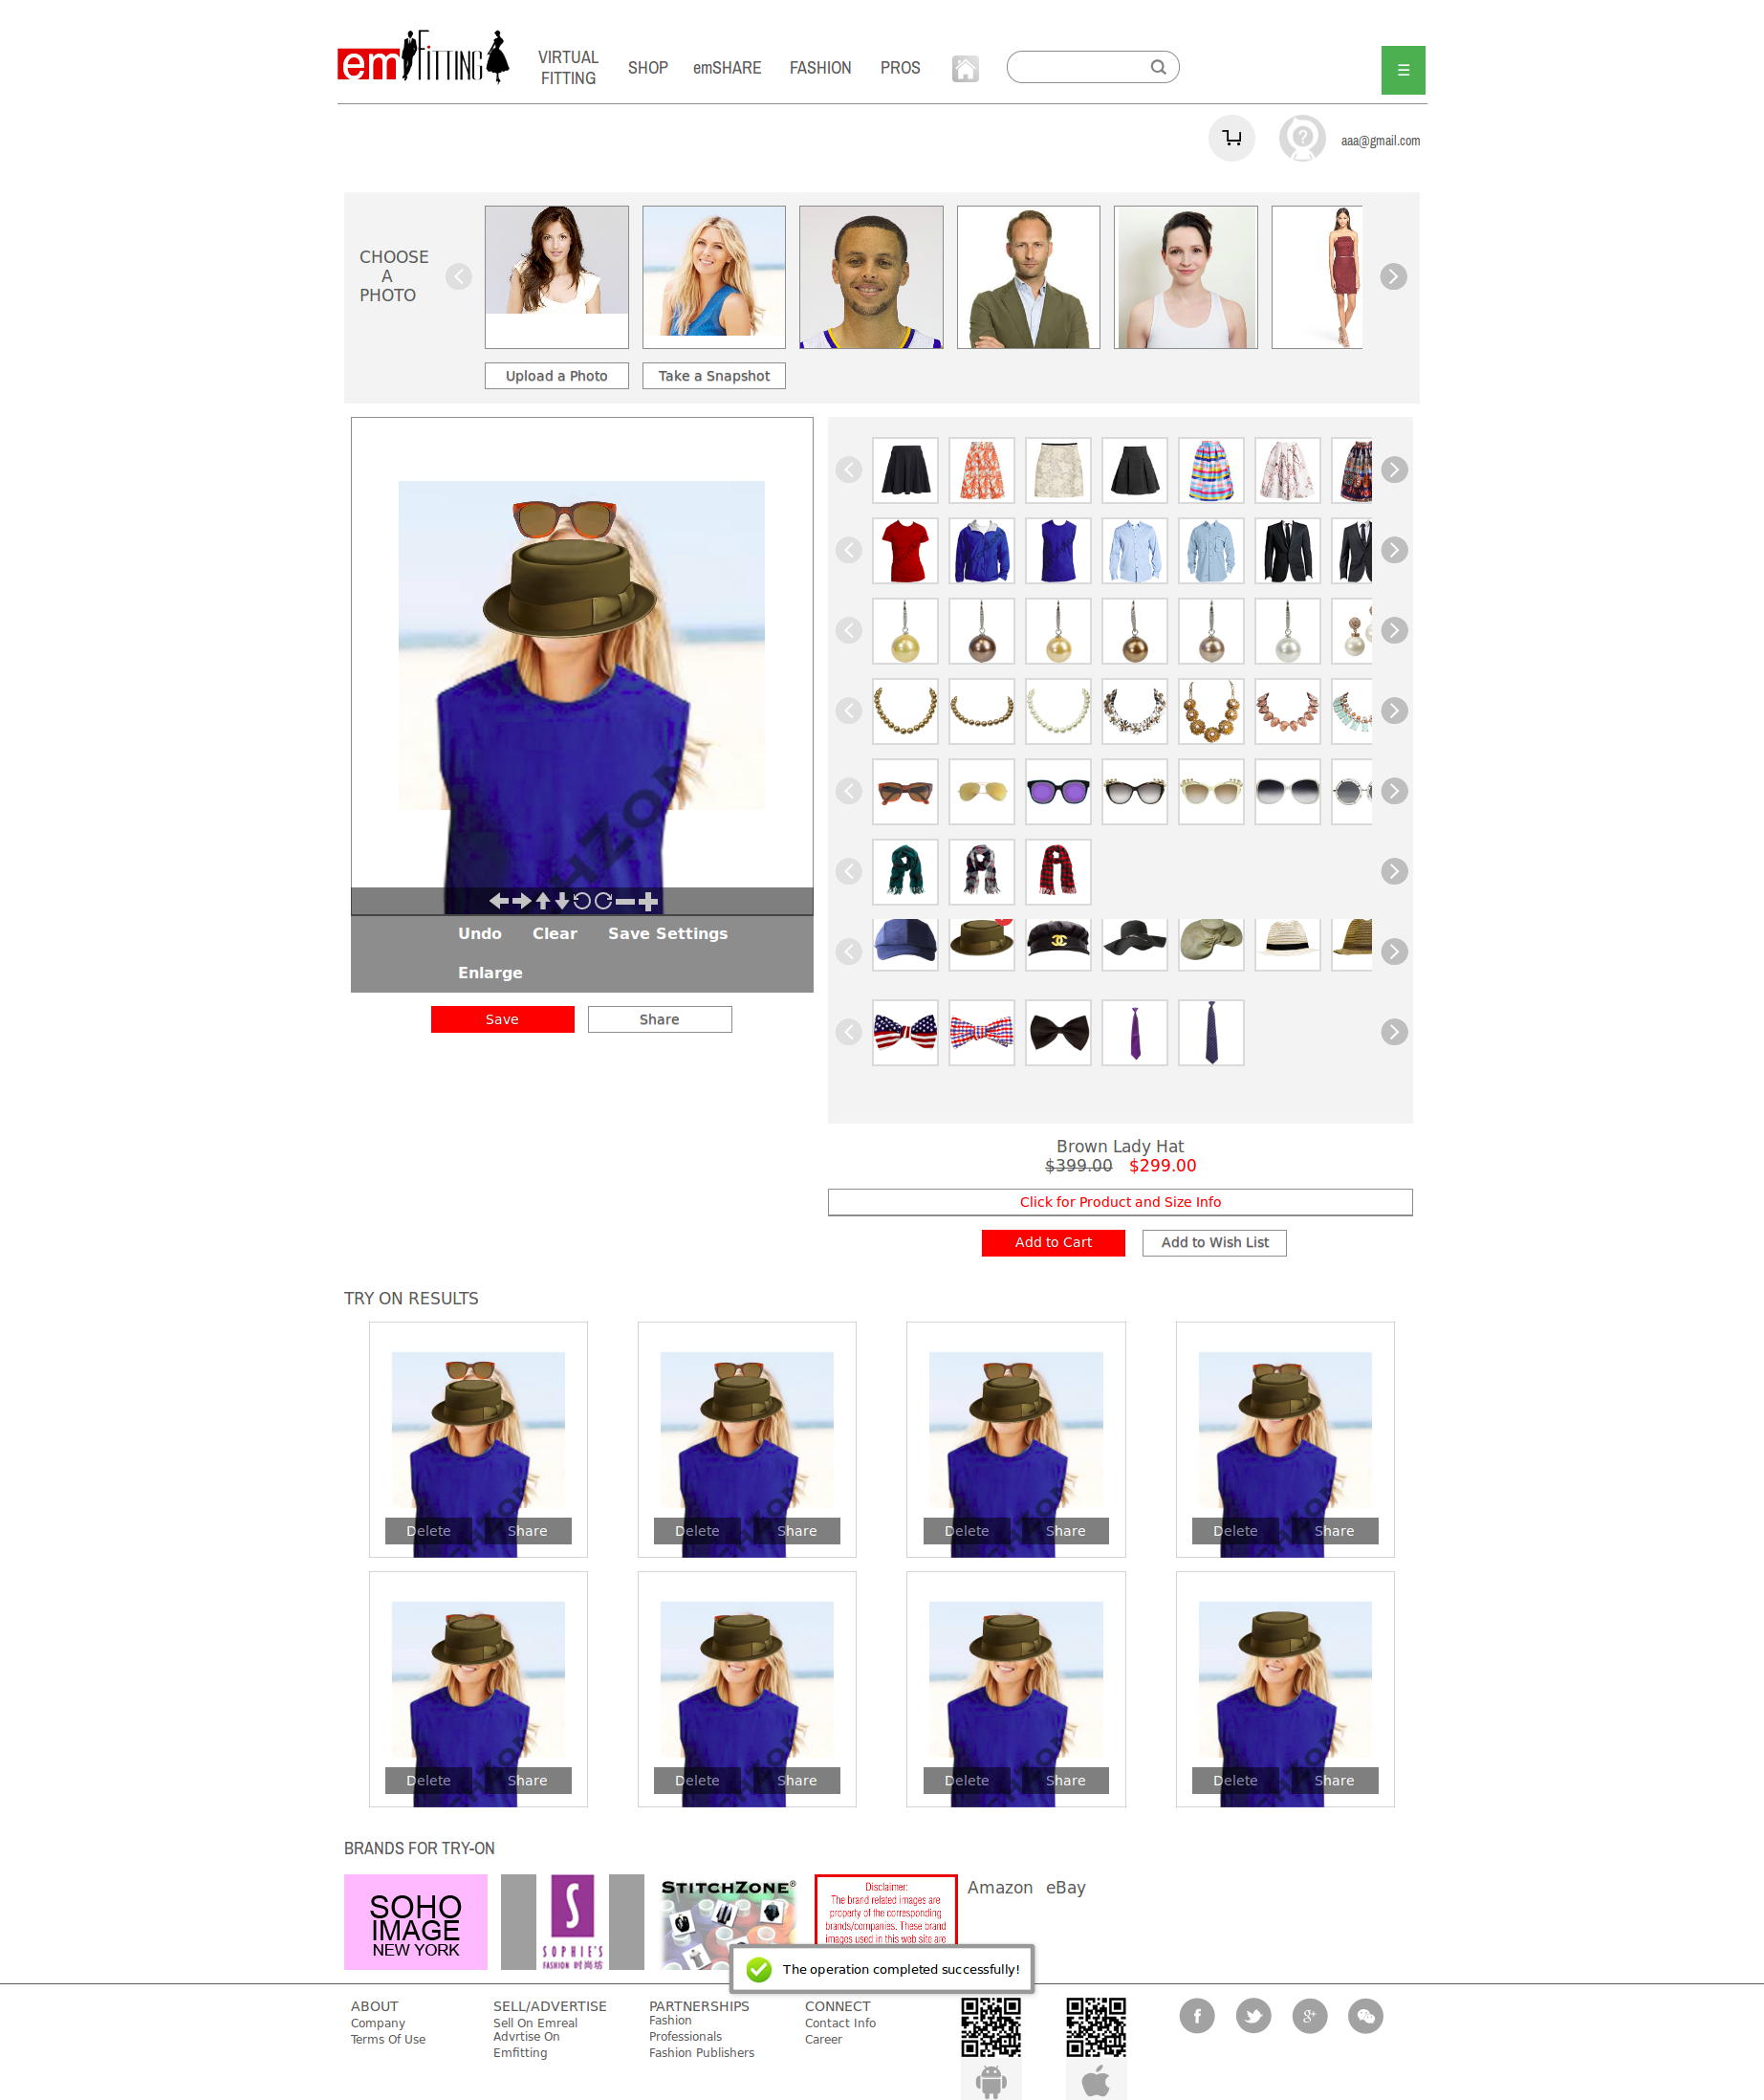 emFITTING
VIRTUAL
FITTING
SHOP
emSHARE
FASHION
PROS
☰
aaa@gmail.com
CHOOSE
A
PHOTO
Upload a Photo
Take a Snapshot
HZON
Undo
Clear
Save Settings
Enlarge
Save
Share
Brown Lady Hat
$399.00 $299.00
Click for Product and Size Info
Add to Cart
Add to Wish List
TRY ON RESULTS
Delete
Share
Delete
Share
Delete
Share
Delete
Share
Delete
Share
Delete
Share
Delete
Share
Delete
Share
BRANDS FOR TRY-ON
SOHO
IMAGE
NEW YORK
S
SOPHIE'S
FASHION 时尚坊
STITCHZONE®
Disclaimer:
The brand related images are
property of the corresponding
brands/companies. These brand
images used in this web site are
Amazon eBay
The operation completed successfully!
ABOUT
Company
Terms Of Use
SELL/ADVERTISE
Sell On Emreal
Advrtise On
Emfitting
PARTNERSHIPS
Fashion
Professionals
Fashion Publishers
CONNECT
Contact Info
Career